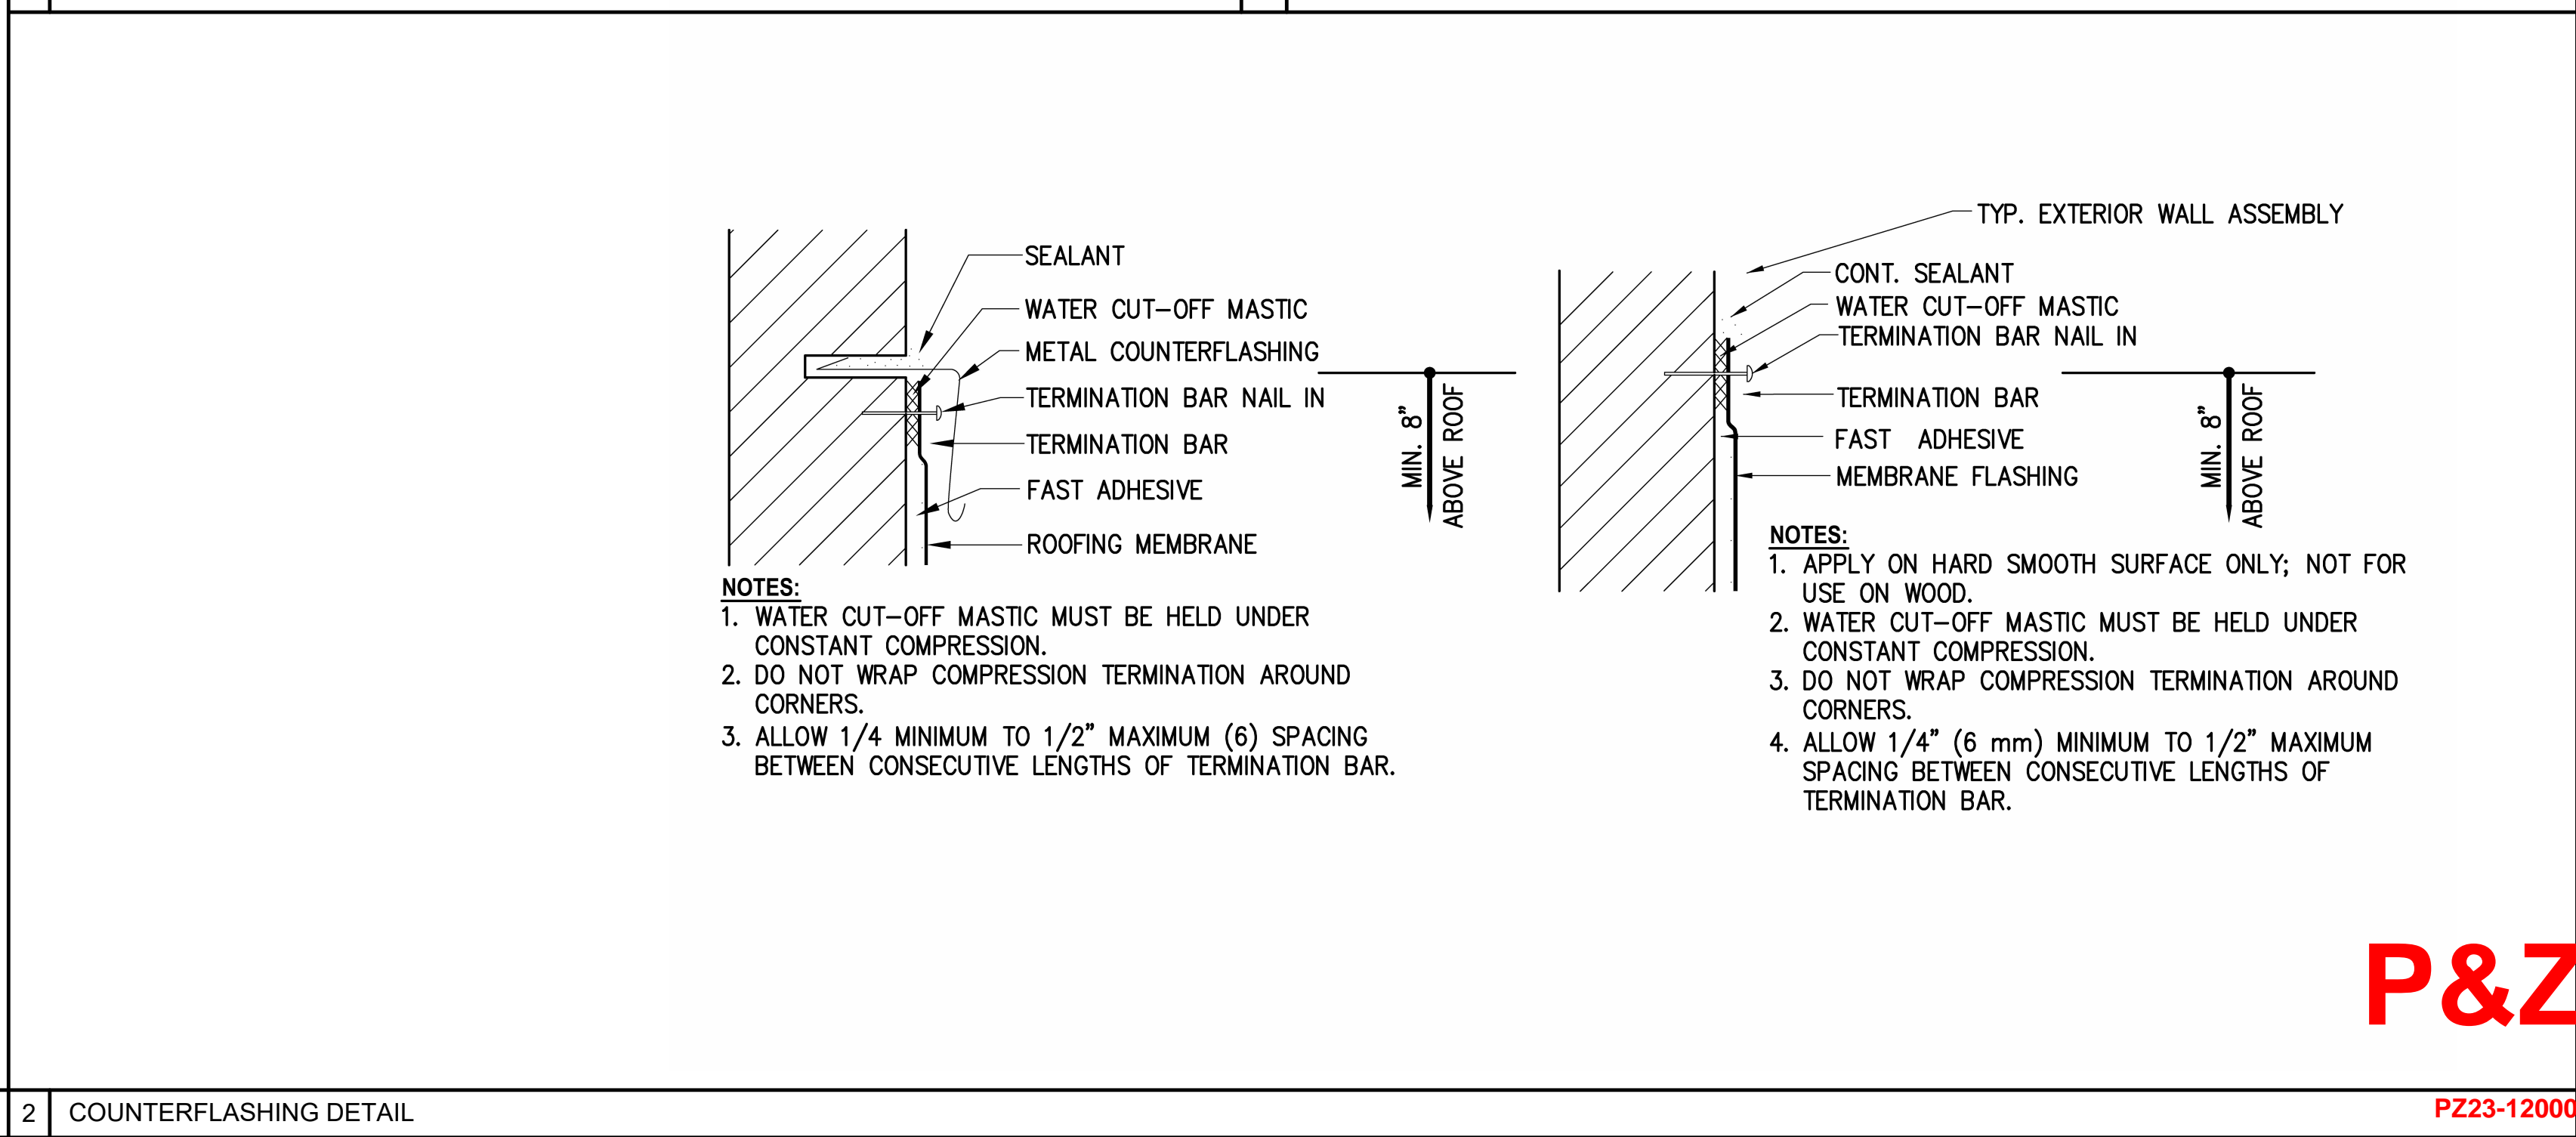 SEALANT
WATER CUT-OFF MASTIC
METAL COUNTERFLASHING
TERMINATION BAR NAIL IN
TERMINATION BAR
FAST ADHESIVE
ROOFING MEMBRANE
MIN. 8"
ABOVE ROOF
NOTES:
1. WATER CUT-OFF MASTIC MUST BE HELD UNDER
CONSTANT COMPRESSION.
2. DO NOT WRAP COMPRESSION TERMINATION AROUND
CORNERS.
3. ALLOW 1/4 MINIMUM TO 1/2" MAXIMUM (6) SPACING
BETWEEN CONSECUTIVE LENGTHS OF TERMINATION BAR.
TYP. EXTERIOR WALL ASSEMBLY
CONT. SEALANT
WATER CUT-OFF MASTIC
TERMINATION BAR NAIL IN
TERMINATION BAR
FAST ADHESIVE
MEMBRANE FLASHING
MIN. 8"
ABOVE ROOF
NOTES:
1. APPLY ON HARD SMOOTH SURFACE ONLY; NOT FOR
USE ON WOOD.
2. WATER CUT-OFF MASTIC MUST BE HELD UNDER
CONSTANT COMPRESSION.
3. DO NOT WRAP COMPRESSION TERMINATION AROUND
CORNERS.
4. ALLOW 1/4" (6 mm) MINIMUM TO 1/2" MAXIMUM
SPACING BETWEEN CONSECUTIVE LENGTHS OF
TERMINATION BAR.
P&Z
2 COUNTERFLASHING DETAIL
PZ23-12000